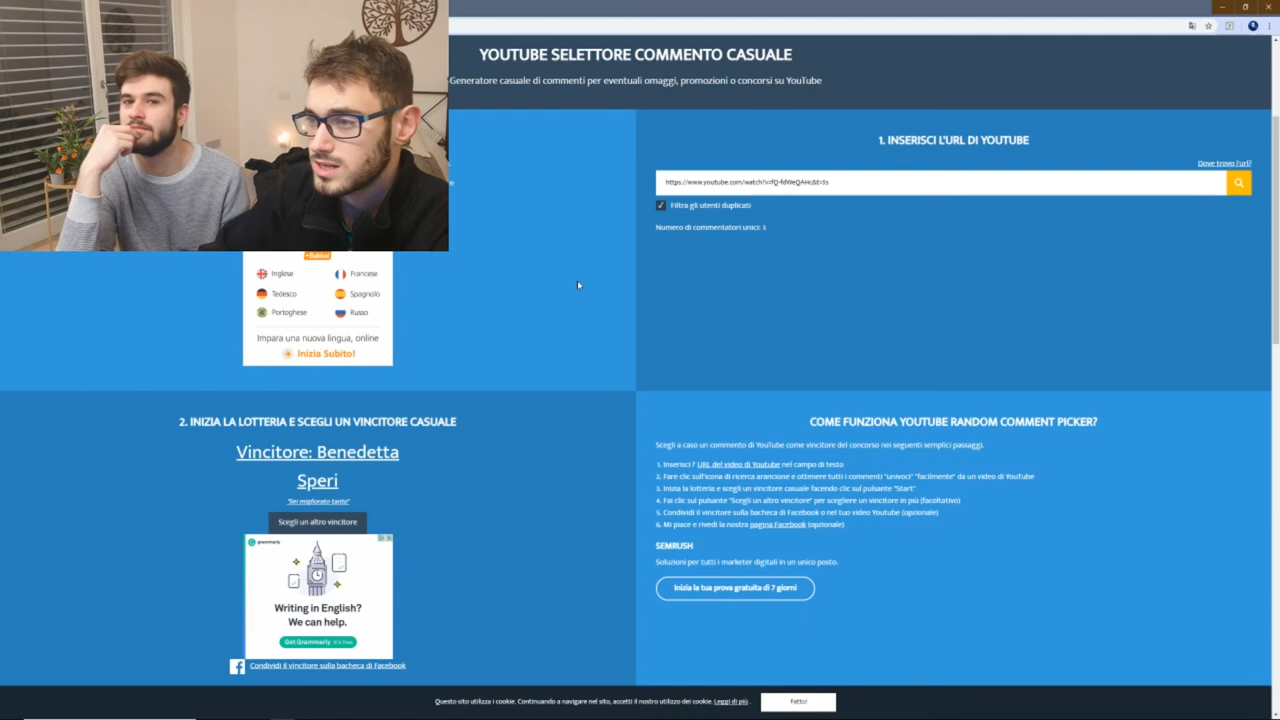 YOUTUBE SELETTORE COMMENTO CASUALE
Generatore casuale di commenti per eventuali omaggi, promozioni o concorsi su YouTube
1. INSERISCI L'URL DI YOUTUBE
Dove trovo l'url?
Filtra gli utenti duplicati
Numero di commentatori unici: 3
+Babbel
Inglese
Francese
Tedesco
Spagnolo
Portoghese
Russo
Impara una nuova lingua, online
Inizia Subito!
2. INIZIA LA LOTTERIA E SCEGLI UN VINCITORE CASUALE
Vincitore: Benedetta
Speri
"Sei migliorato tanto"
Scegli un altro vincitore
grammarly
Writing in English?
We can help.
Get Grammarly It's free
Condividi il vincitore sulla bacheca di Facebook
COME FUNZIONA YOUTUBE RANDOM COMMENT PICKER?
Scegli a caso un commento di YouTube come vincitore del concorso nei seguenti semplici passaggi.
1. Inserisci l' URL del video di Youtube nel campo di testo
2. Fare clic sull'icona di ricerca arancione e ottenere tutti i commenti "univoci" "facilmente" da un video di YouTube
3. Inizia la lotteria e scegli un vincitore casuale facendo clic sul pulsante "Start"
4. Fai clic sul pulsante "Scegli un altro vincitore" per scegliere un vincitore in più (facoltativo)
5. Condividi il vincitore sulla bacheca di Facebook o nel tuo video Youtube (opzionale)
6. Mi piace e rivedi la nostra pagina Facebook (opzionale)
SEMRUSH
Soluzioni per tutti i marketer digitali in un unico posto.
Inizia la tua prova gratuita di 7 giorni
Questo sito utilizza i cookie. Continuando a navigare nel sito, accetti il nostro utilizzo dei cookie. Leggi di più .
Fatto!